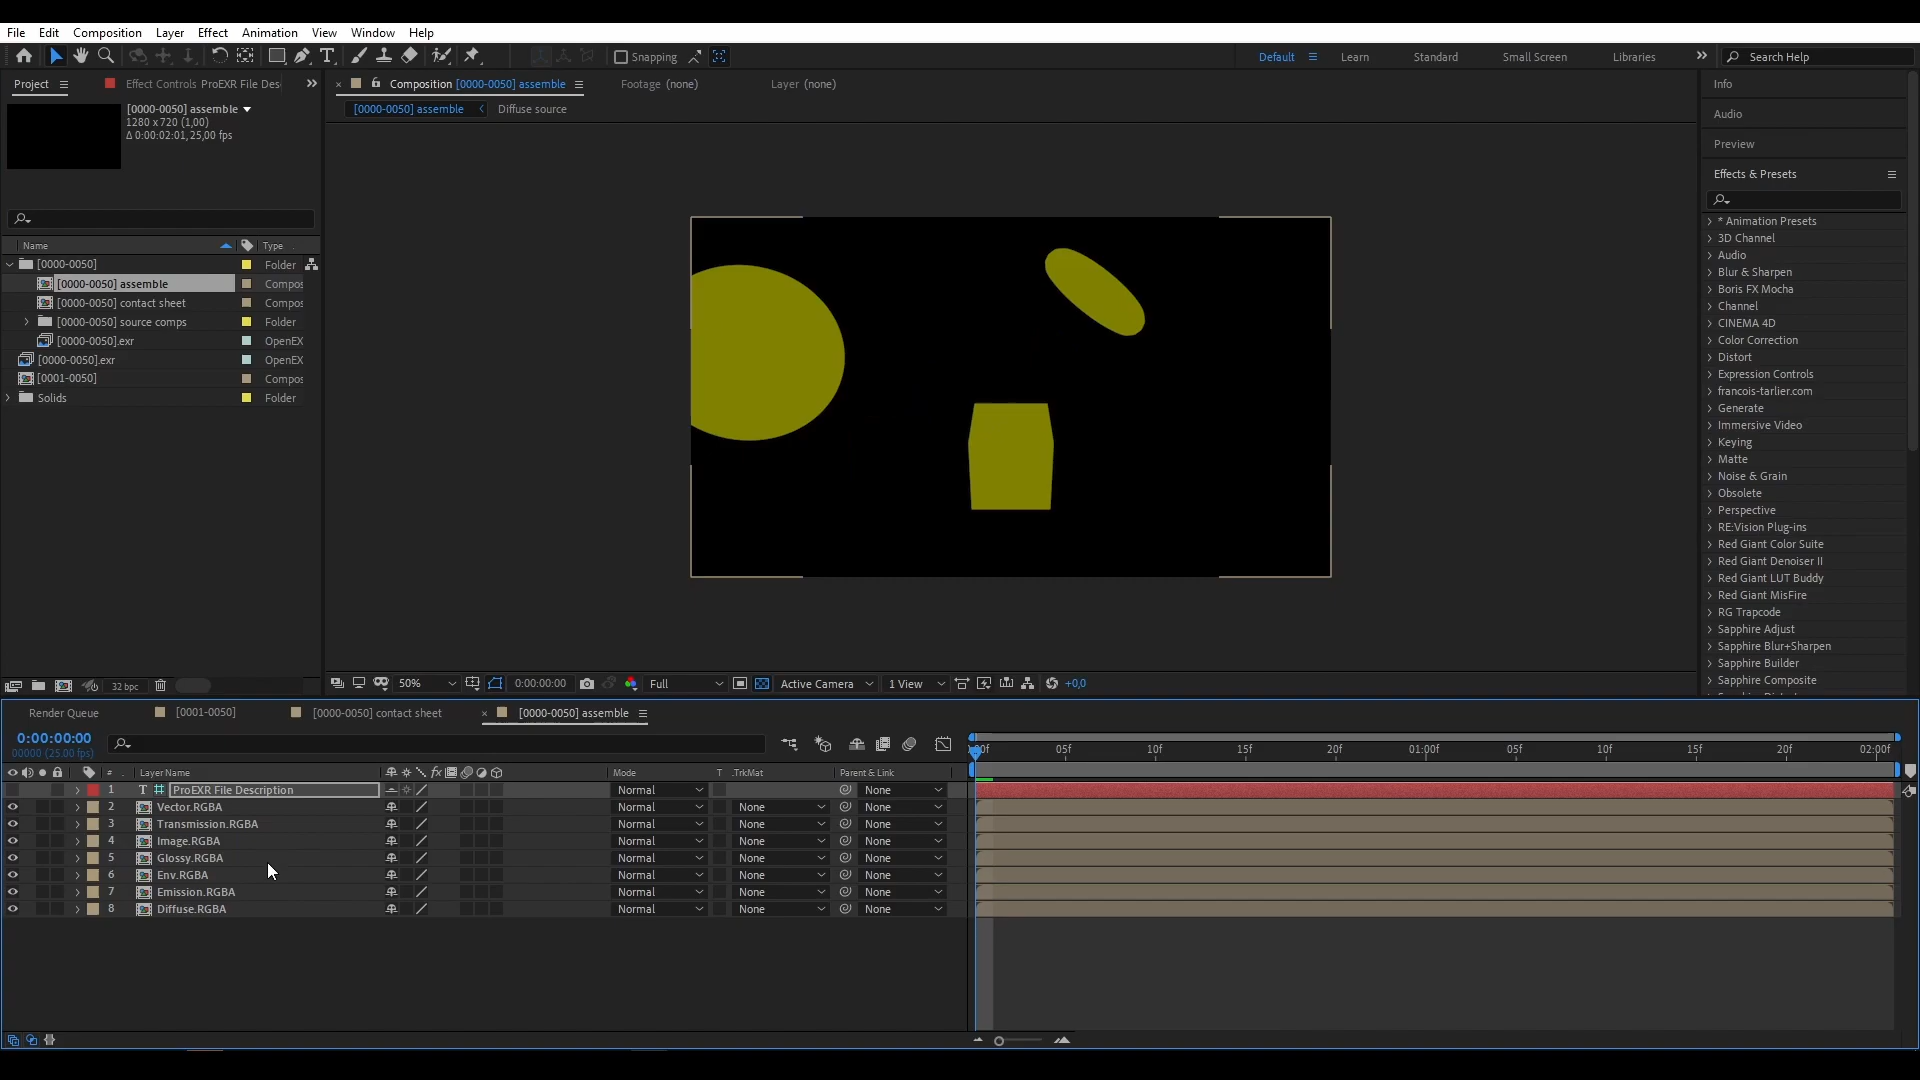 File Edit Composition Layer Effect Animation View Window Help
Snapping Default Learn Standard Small Screen Libraries Search Help
Project Effect Controls ProEXR File Des
[0000-0050] assemble
1280 x 720 (1,00)
Δ 0:00:02:01, 25,00 fps
Name Type
[0000-0050] Folder
[0000-0050] assemble Compos
[0000-0050] contact sheet Compos
[0000-0050] source comps Folder
[0000-0050].exr OpenEX
[0000-0050].exr OpenEX
[0001-0050] Compos
Solids Folder
32 bpc
Composition [0000-0050] assemble Footage (none) Layer (none)
[0000-0050] assemble Diffuse source
50% 0:00:00:00 Full Active Camera 1 View +0,0
Info
Audio
Preview
Effects & Presets
* Animation Presets
3D Channel
Audio
Blur & Sharpen
Boris FX Mocha
Channel
CINEMA 4D
Color Correction
Distort
Expression Controls
francois-tarlier.com
Generate
Immersive Video
Keying
Matte
Noise & Grain
Obsolete
Perspective
RE:Vision Plug-ins
Red Giant Color Suite
Red Giant Denoiser II
Red Giant LUT Buddy
Red Giant MisFire
RG Trapcode
Sapphire Adjust
Sapphire Blur+Sharpen
Sapphire Builder
Sapphire Composite
Render Queue [0001-0050] [0000-0050] contact sheet [0000-0050] assemble
0:00:00:00
00000 (25.00 fps)
05f 10f 15f 20f 01:00f 05f 10f 15f 20f 02:00f
# Layer Name fx Mode T .TrkMat Parent & Link
1 T ProEXR File Description Normal None
2 Vector.RGBA Normal None None
3 Transmission.RGBA Normal None None
4 Image.RGBA Normal None None
5 Glossy.RGBA Normal None None
6 Env.RGBA Normal None None
7 Emission.RGBA Normal None None
8 Diffuse.RGBA Normal None None